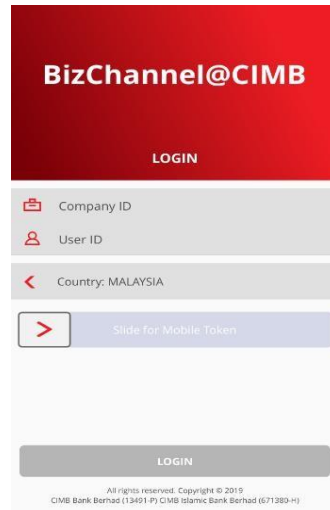 BizChannel@CIMB
LOGIN
Company ID
User ID
Country: MALAYSIA
Slide for Mobile Token
LOGIN
All rights reserved. Copyright © 2019
CIMB Bank Berhad (13491-P) CIMB Islamic Bank Berhad (671380-H)